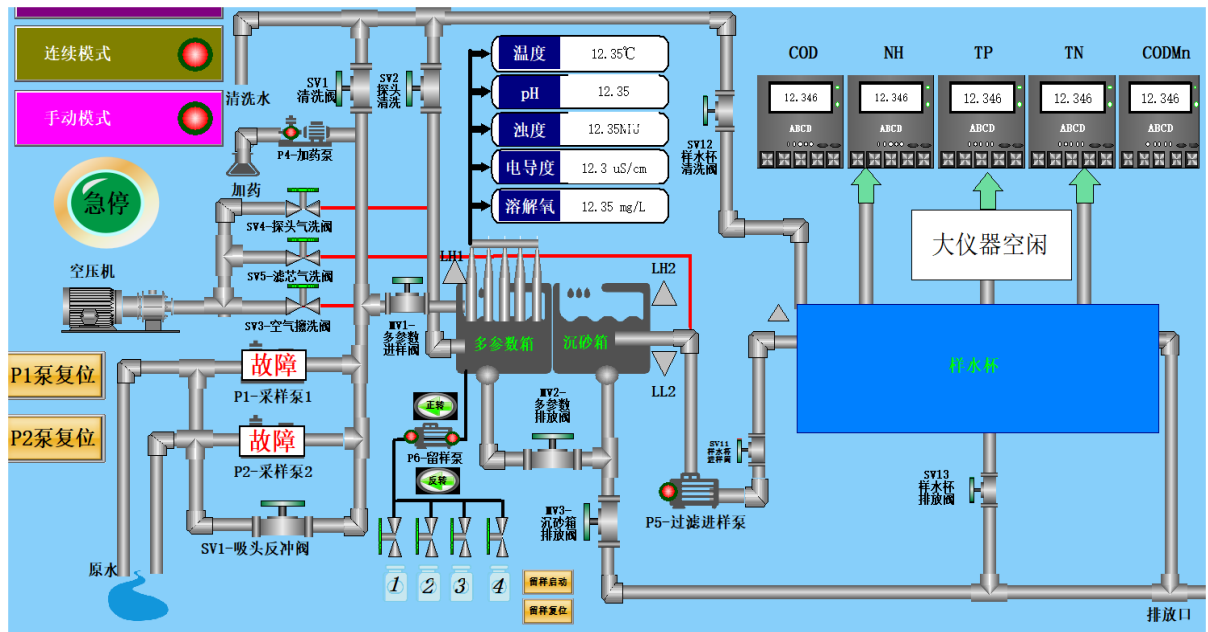 连续模式
手动模式
急停
清洗水
SV1
清洗阀
SV2
探头
清洗
P4-加药泵
加药
SV4-探头气洗阀
SV5-滤芯气洗阀
SV3-空气擦洗阀
空压机
P1泵复位
P2泵复位
故障
P1-采样泵1
故障
P2-采样泵2
SV1-吸头反冲阀
原水
温度 12.35℃
pH 12.35
浊度 12.35NTU
电导度 12.3 uS/cm
溶解氧 12.35 mg/L
LH1
LH2
LL2
MV1-
多参数
进样阀
多参数箱
沉砂箱
MV2-
多参数
排放阀
MV3-
沉砂箱
排放阀
正转
P6-留样泵
反转
1 2 3 4
留样启动
留样复位
P5-过滤进样泵
SV11
样水杯
进样阀
SV12
样水杯
清洗阀
SV13
样水杯
排放阀
COD NH TP TN CODMn
12.346 12.346 12.346 12.346 12.346
ABCD ABCD ABCD ABCD ABCD
大仪器空闲
样水杯
排放口